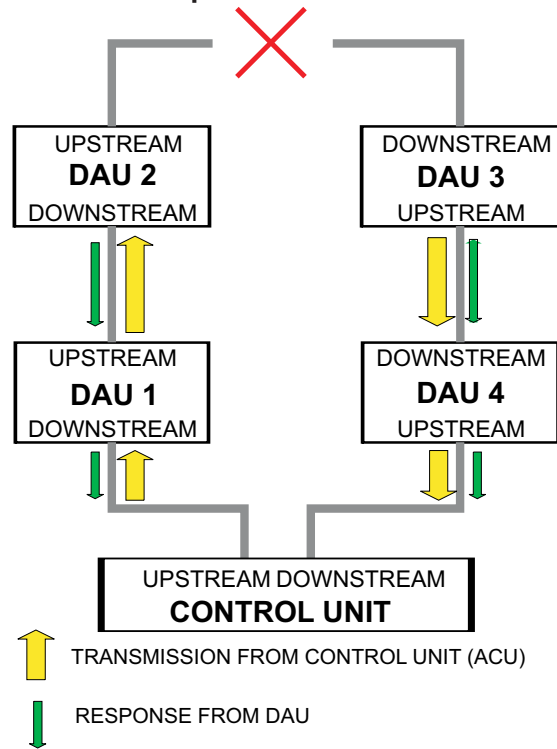 UPSTREAM
DAU 2
DOWNSTREAM
DOWNSTREAM
DAU 3
UPSTREAM
UPSTREAM
DAU 1
DOWNSTREAM
DOWNSTREAM
DAU 4
UPSTREAM
UPSTREAM DOWNSTREAM
CONTROL UNIT
TRANSMISSION FROM CONTROL UNIT (ACU)
RESPONSE FROM DAU